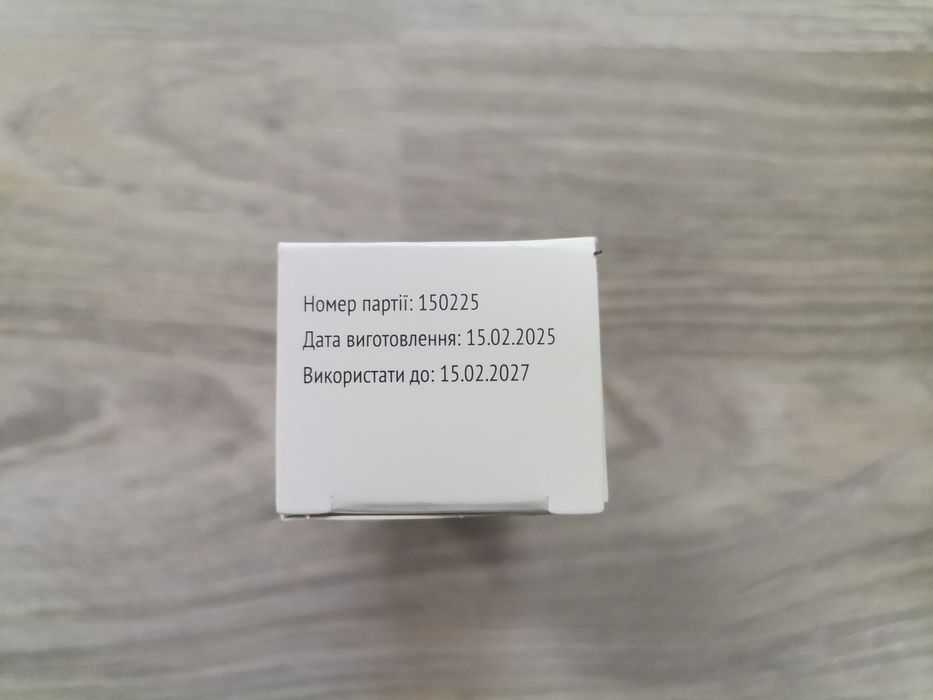 Номер партії: 150225
Дата виготовлення: 15.02.2025
Використати до: 15.02.2027